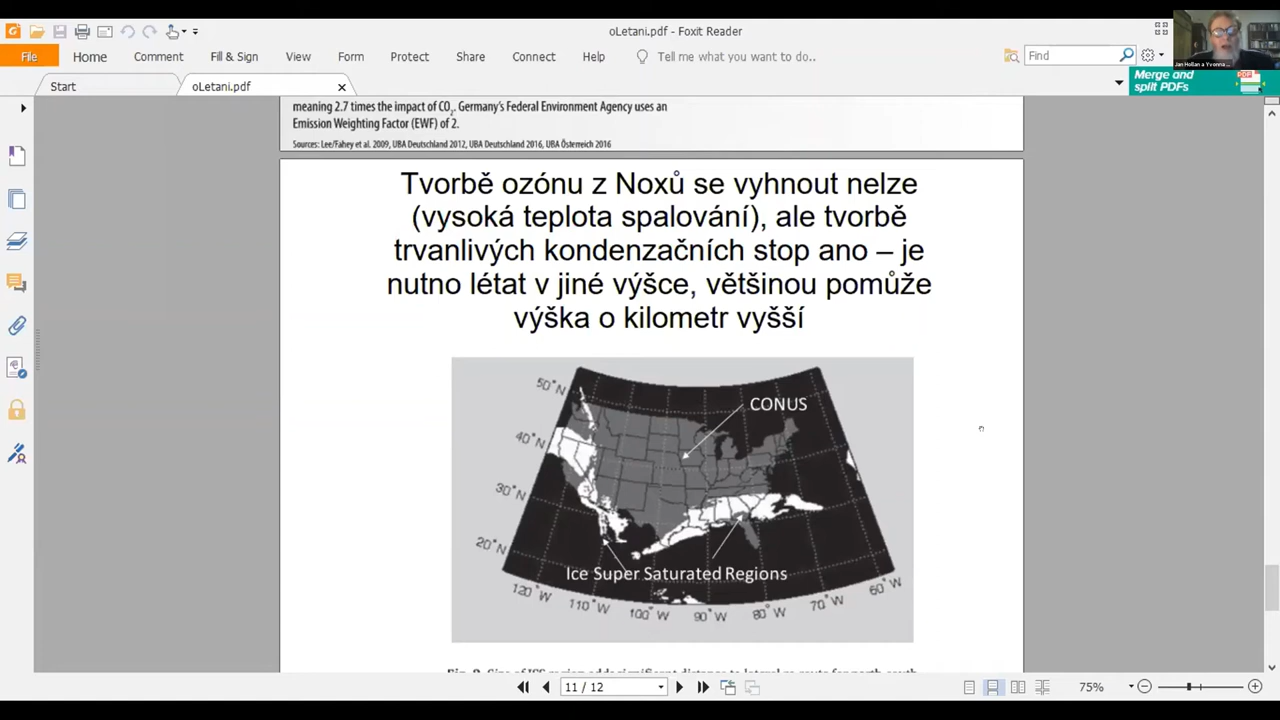 oLetani.pdf - Foxit Reader
File Home Comment Fill & Sign View Form Protect Share Connect Help Tell me what you want to do.. Find
Jan Hollan a Yvonna
Start oLetani.pdf
Merge and
split PDFs
PDF
meaning 2.7 times the impact of CO₂. Germany's Federal Environment Agency uses an
Emission Weighting Factor (EWF) of 2.
Sources: Lee/Fahey et al. 2009, UBA Deutschland 2012, UBA Deutschland 2016, UBA Österreich 2016
Tvorbě ozónu z Noxů se vyhnout nelze
(vysoká teplota spalování), ale tvorbě
trvanlivých kondenzačních stop ano – je
nutno létat v jiné výšce, většinou pomůže
výška o kilometr vyšší
50°N
CONUS
40°N
30°N
20°N
Ice Super Saturated Regions
120°W 110°W 100°W 90°W 80°W 70°W 60°W
11 / 12
75%